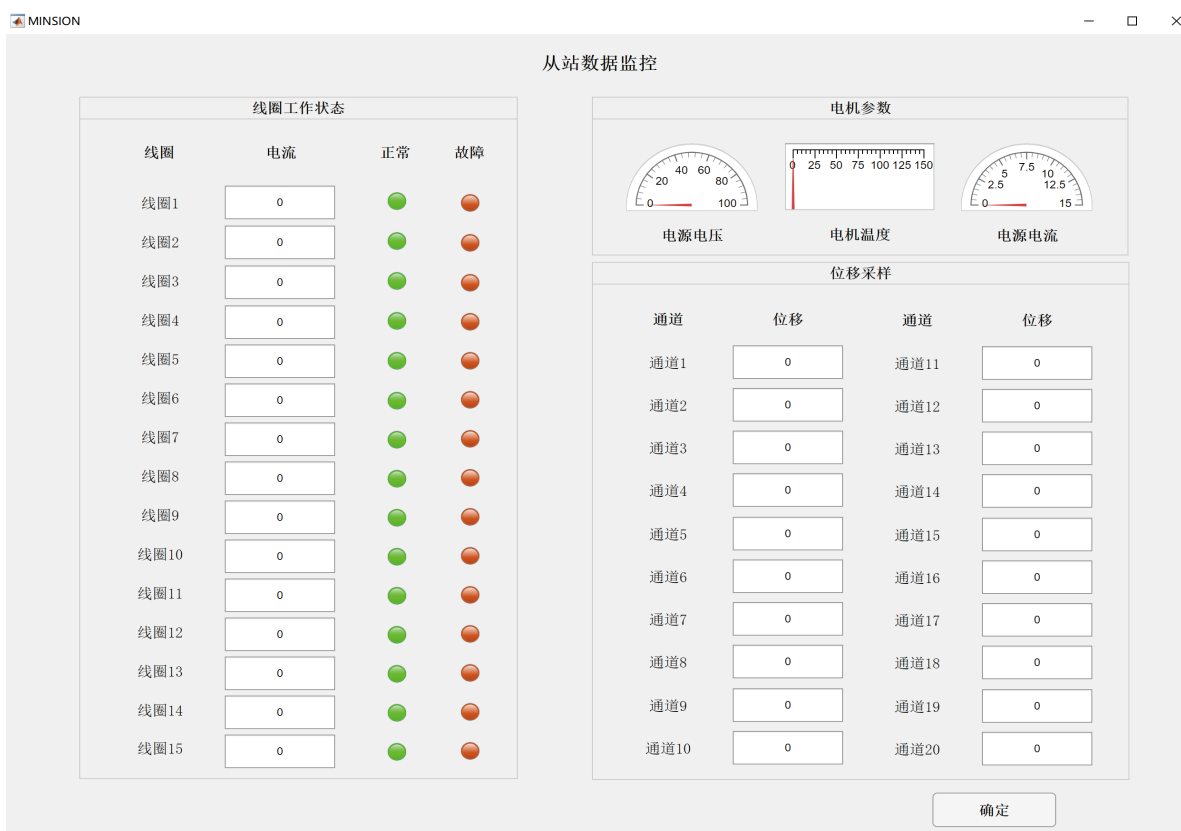 MINSION
从站数据监控
线圈工作状态
线圈 电流 正常 故障
线圈1 0
线圈2 0
线圈3 0
线圈4 0
线圈5 0
线圈6 0
线圈7 0
线圈8 0
线圈9 0
线圈10 0
线圈11 0
线圈12 0
线圈13 0
线圈14 0
线圈15 0
电机参数
0 20 40 60 80 100
电源电压
0 25 50 75 100 125 150
电机温度
0 2.5 5 7.5 10 12.5 15
电源电流
位移采样
通道 位移 通道 位移
通道1 0 通道11 0
通道2 0 通道12 0
通道3 0 通道13 0
通道4 0 通道14 0
通道5 0 通道15 0
通道6 0 通道16 0
通道7 0 通道17 0
通道8 0 通道18 0
通道9 0 通道19 0
通道10 0 通道20 0
确定